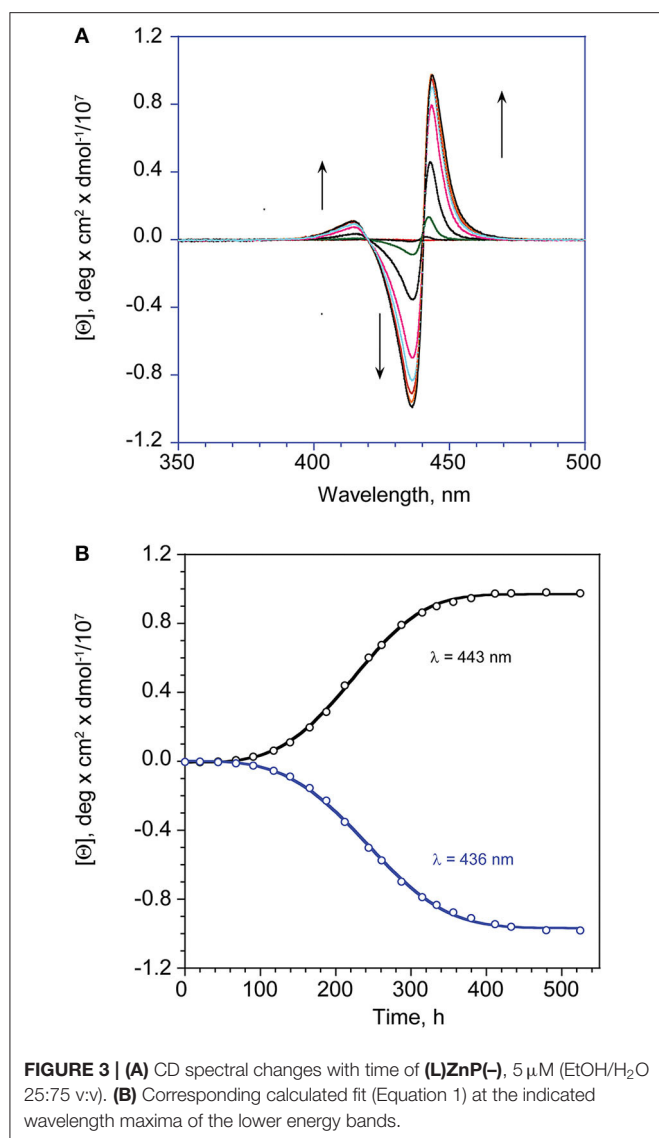 A
1.2
0.8
0.4
0.0
-0.4
-0.8
-1.2
[Θ], deg x cm² x dmol⁻¹/10⁷
350
400
450
500
Wavelength, nm
B
1.2
0.8
0.4
0.0
-0.4
-0.8
-1.2
[Θ], deg x cm² x dmol⁻¹/10⁷
λ = 443 nm
λ = 436 nm
0
100
200
300
400
500
Time, h
FIGURE 3 | (A) CD spectral changes with time of (L)ZnP(–), 5 μM (EtOH/H₂O
25:75 v:v). (B) Corresponding calculated fit (Equation 1) at the indicated
wavelength maxima of the lower energy bands.